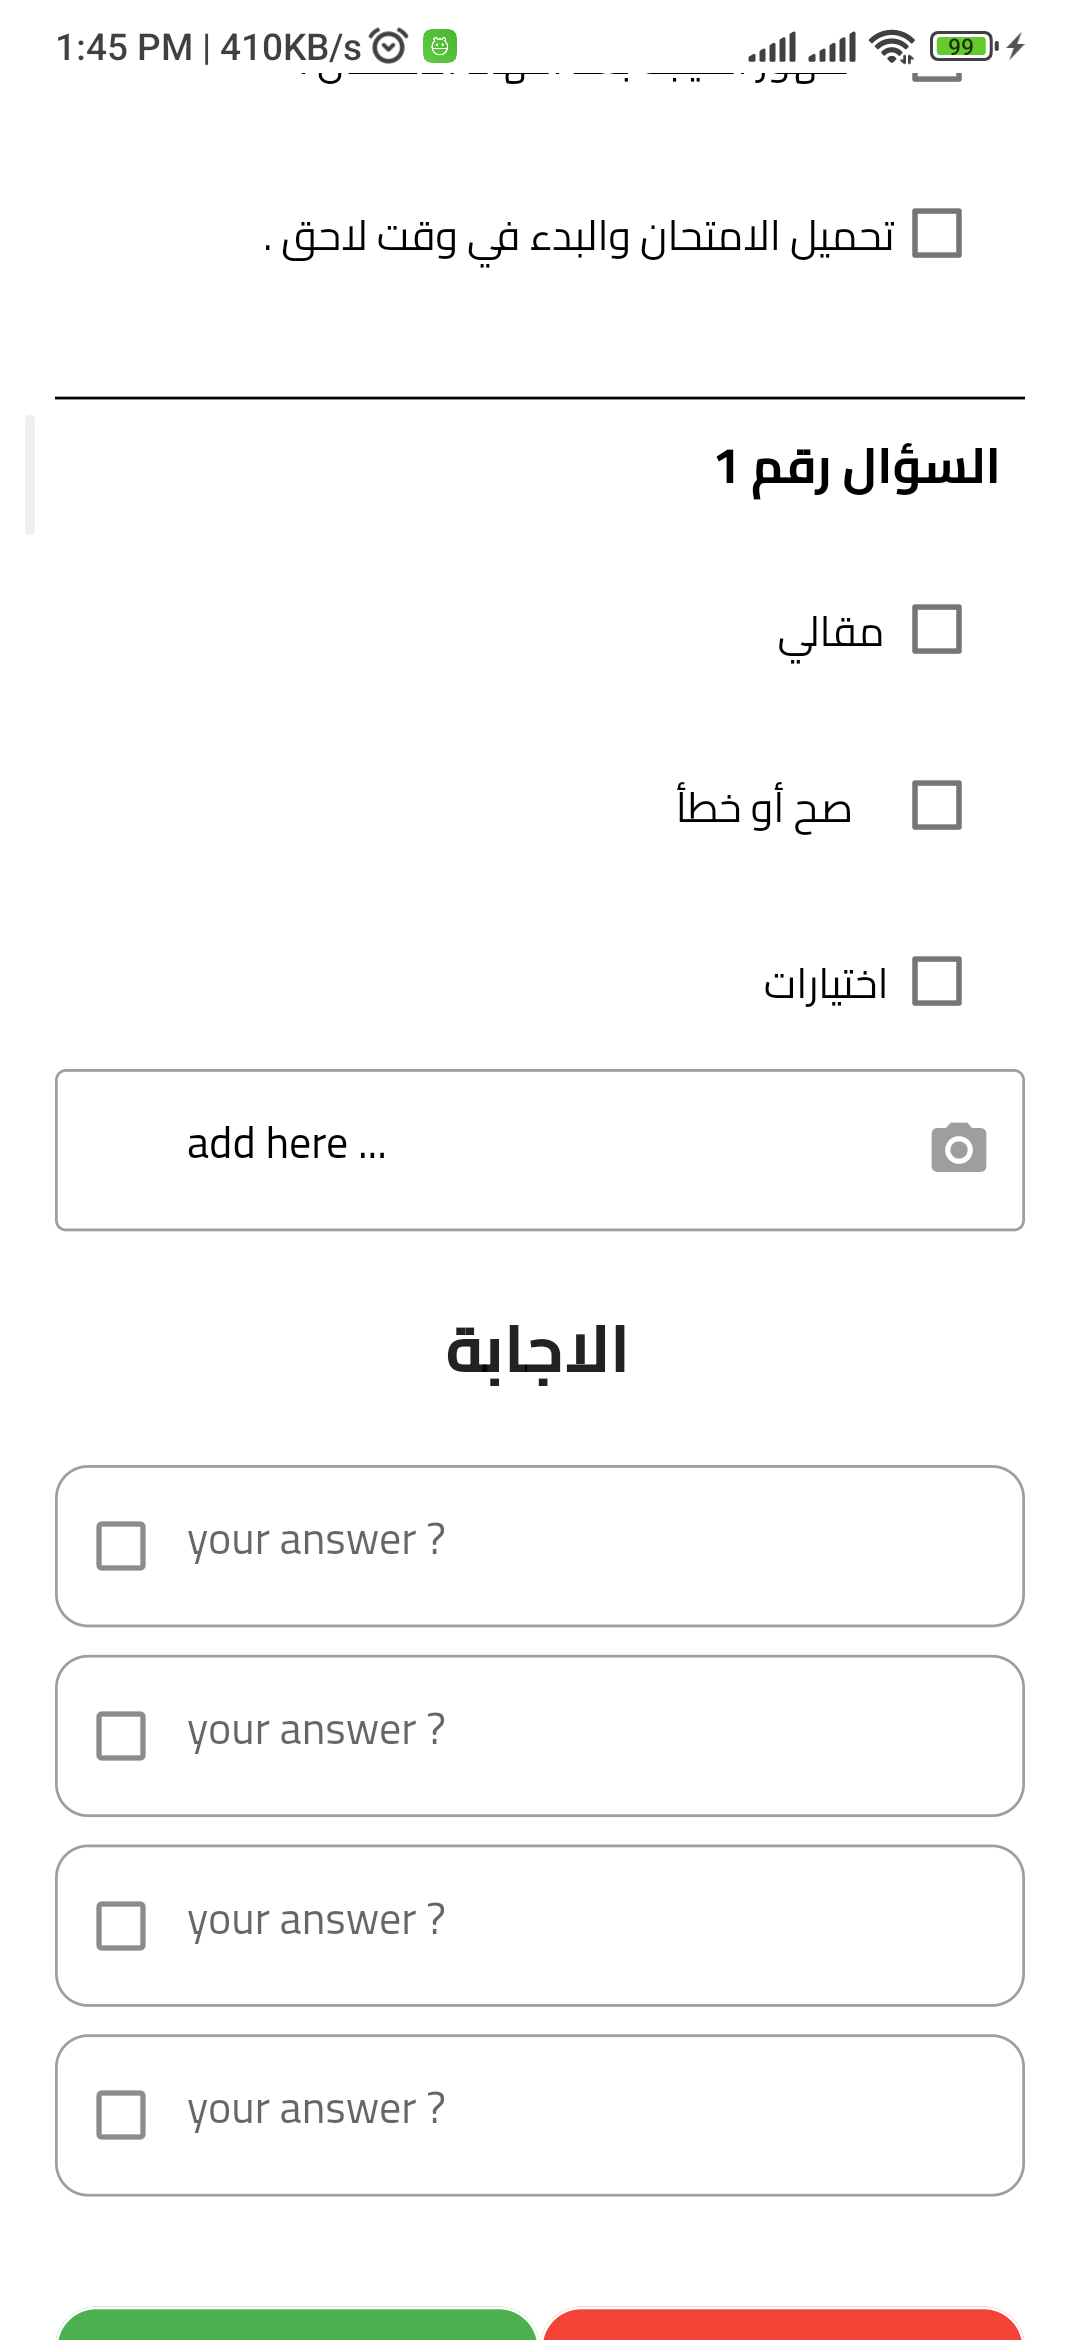 1:45 PM | 410KB/s
99
تحميل الامتحان والبدء في وقت لاحق .
السؤال رقم 1
مقالي
صح أو خطأ
اختيارات
add here ...
الاجابة
your answer ?
your answer ?
your answer ?
your answer ?